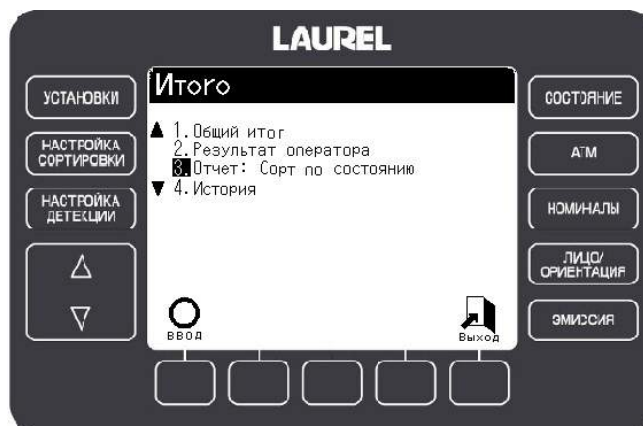 LAUREL
Итого
УСТАНОВКИ
НАСТРОЙКА
СОРТИРОВКИ
НАСТРОЙКА
ДЕТЕКЦИИ
1. Общий итог
2. Результат оператора
3. Отчет: Сорт по состоянию
4. История
ВВОД
Выход
СОСТОЯНИЕ
АТМ
НОМИНАЛЫ
ЛИЦО/
ОРИЕНТАЦИЯ
ЭМИССИЯ